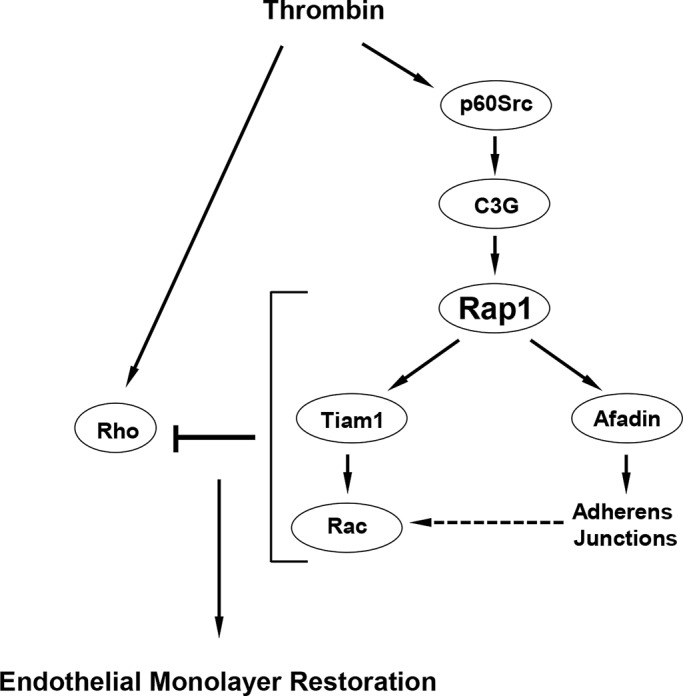 Thrombin
p60Src
C3G
Rap1
Tiam1
Afadin
Rho
Rac
Adherens
Junctions
Endothelial Monolayer Restoration